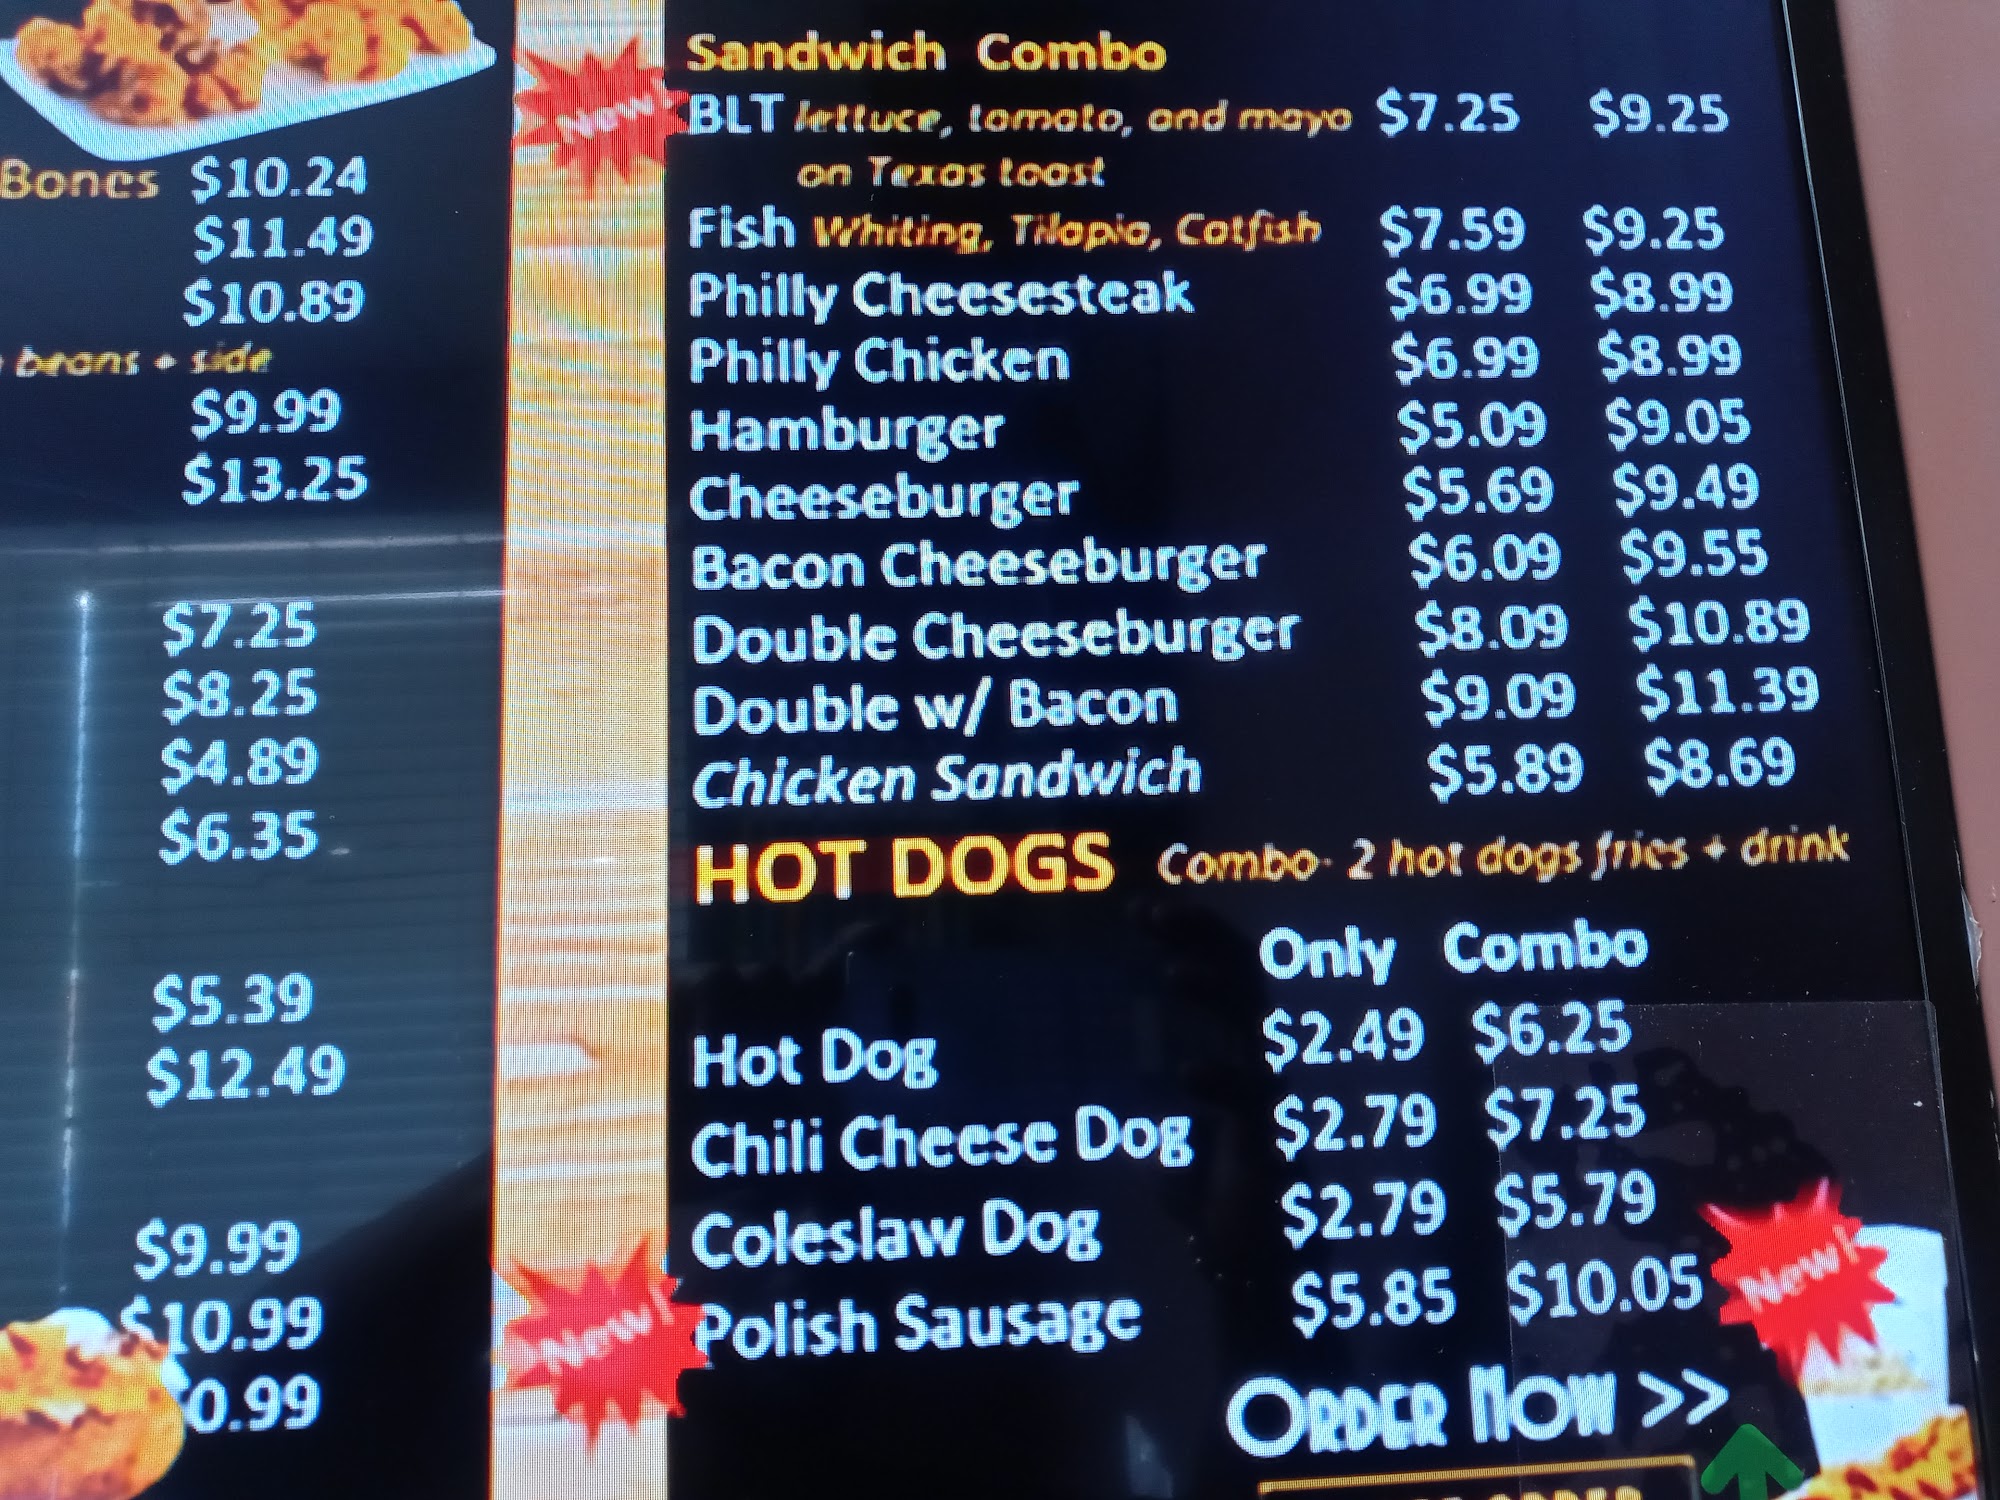 Bones $10.24
$11.49
$10.89
beans + side
$9.99
$13.25
$7.25
$8.25
$4.89
$6.35
$5.39
$12.49
$9.99
$10.99
0.99
Sandwich Combo
New!
BLT lettuce, tomato, and mayo $7.25 $9.25
on Texas toast
Fish Whiting, Tilapia, Catfish $7.59 $9.25
Philly Cheesesteak $6.99 $8.99
Philly Chicken $6.99 $8.99
Hamburger $5.09 $9.05
Cheeseburger $5.69 $9.49
Bacon Cheeseburger $6.09 $9.55
Double Cheeseburger $8.09 $10.89
Double w/ Bacon $9.09 $11.39
Chicken Sandwich $5.89 $8.69
HOT DOGS Combo- 2 hot dogs fries + drink
Only Combo
Hot Dog $2.49 $6.25
Chili Cheese Dog $2.79 $7.25
Coleslaw Dog $2.79 $5.79
New! Polish Sausage $5.85 $10.05 New!
ORDER NOW >>